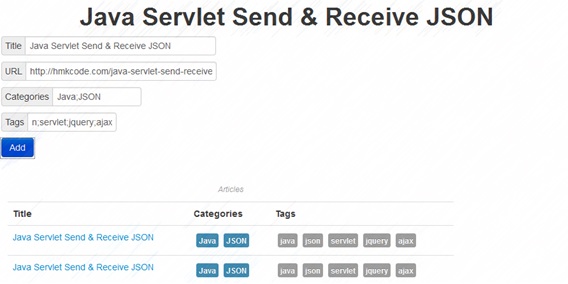 Java Servlet Send & Receive JSON
Title Java Servlet Send & Receive JSON
URL http://hmkcode.com/java-servlet-send-receive
Categories Java;JSON
Tags n;servlet;jquery;ajax
Add
Articles
Title Categories Tags
Java Servlet Send & Receive JSON Java JSON java json servlet jquery ajax
Java Servlet Send & Receive JSON Java JSON java json servlet jquery ajax